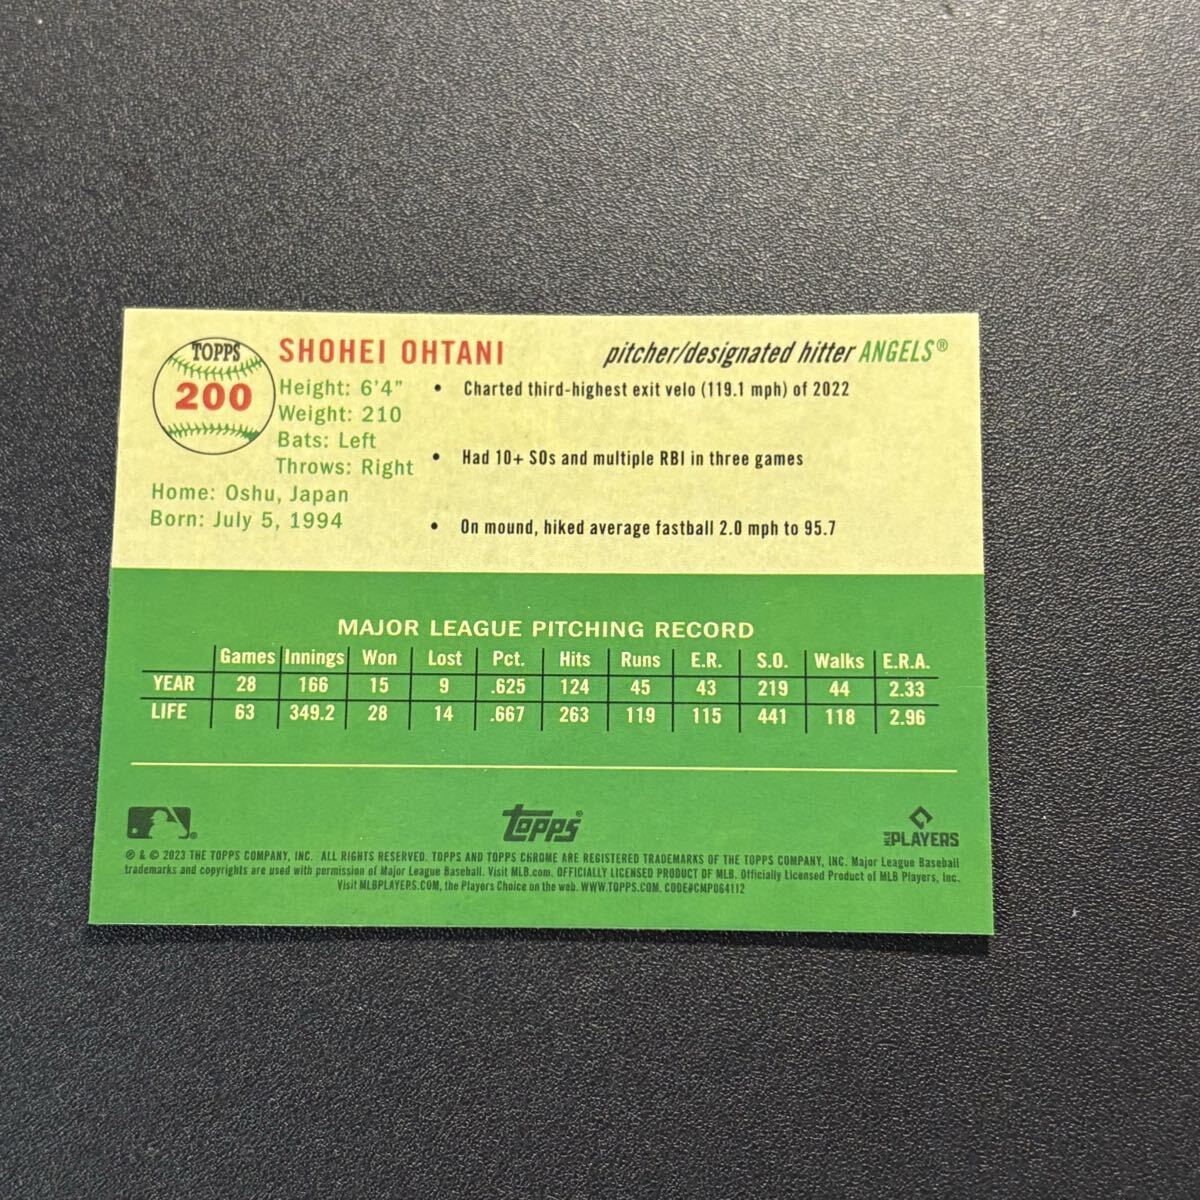 TOPPS
200
SHOHEI OHTANI
pitcher/designated hitter ANGELS®
Height: 6'4"
Weight: 210
Bats: Left
Throws: Right
Home: Oshu, Japan
Born: July 5, 1994
• Charted third-highest exit velo (119.1 mph) of 2022
• Had 10+ SOs and multiple RBI in three games
• On mound, hiked average fastball 2.0 mph to 95.7
MAJOR LEAGUE PITCHING RECORD
Games Innings Won Lost Pct. Hits Runs E.R. S.O. Walks E.R.A.
YEAR 28 166 15 9 .625 124 45 43 219 44 2.33
LIFE 63 349.2 28 14 .667 263 119 115 441 118 2.96
topps®
MLB PLAYERS
℗ & © 2023 THE TOPPS COMPANY, INC. ALL RIGHTS RESERVED. TOPPS AND TOPPS CHROME ARE REGISTERED TRADEMARKS OF THE TOPPS COMPANY, INC. Major League Baseball
trademarks and copyrights are used with permission of Major League Baseball. Visit MLB.com. OFFICIALLY LICENSED PRODUCT OF MLB. Officially Licensed Product of MLB Players, Inc.
Visit MLBPLAYERS.COM, the Players Choice on the web. WWW.TOPPS.COM. CODE#CMP064112